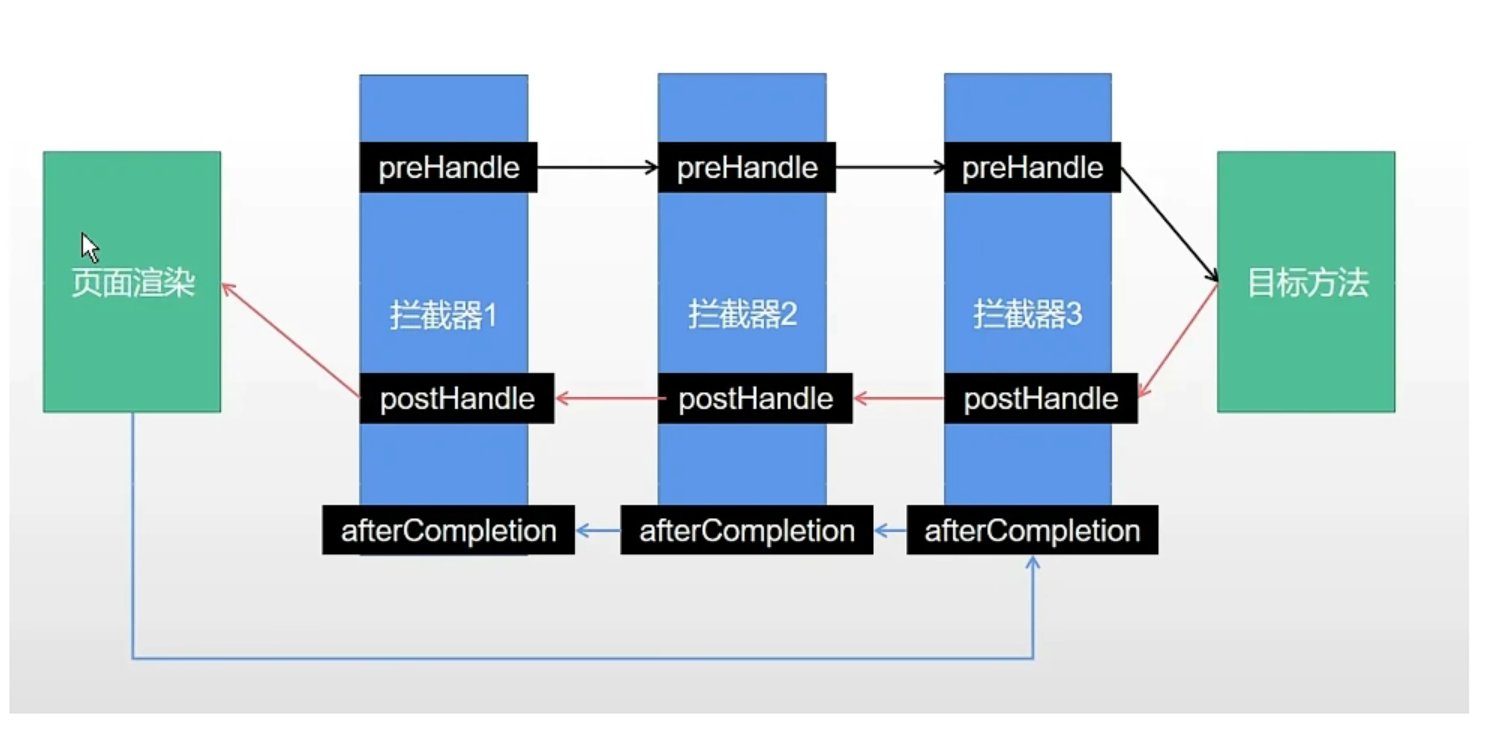 preHandle
preHandle
preHandle
页面渲染
目标方法
拦截器1
拦截器2
拦截器3
postHandle
postHandle
postHandle
afterCompletion
afterCompletion
afterCompletion